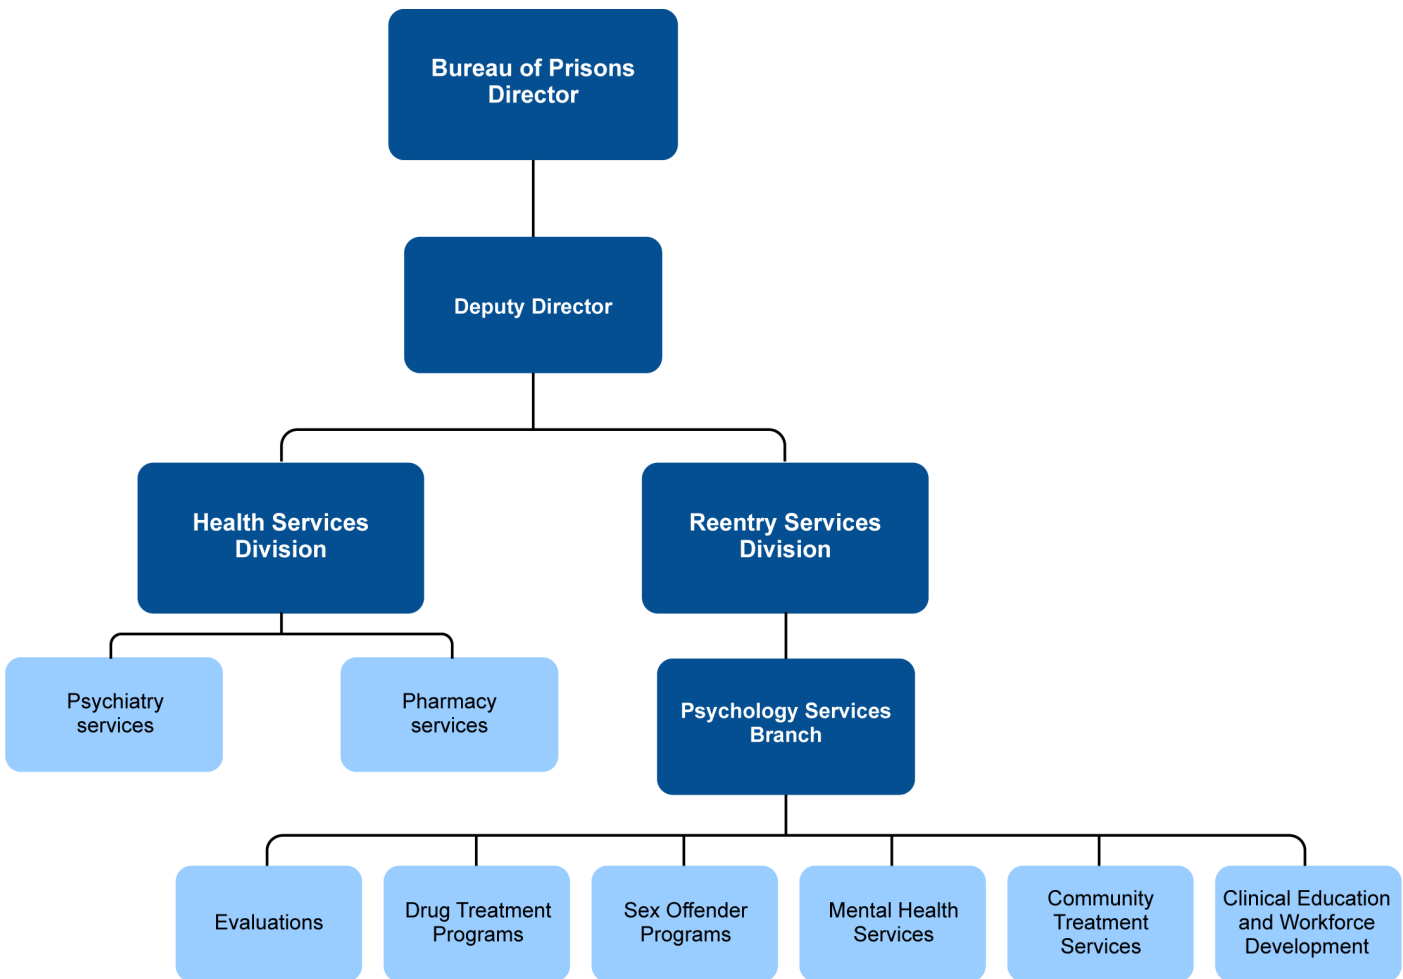 Bureau of Prisons
Director
Deputy Director
Health Services
Division
Reentry Services
Division
Psychiatry
services
Pharmacy
services
Psychology Services
Branch
Evaluations
Drug Treatment
Programs
Sex Offender
Programs
Mental Health
Services
Community
Treatment
Services
Clinical Education
and Workforce
Development